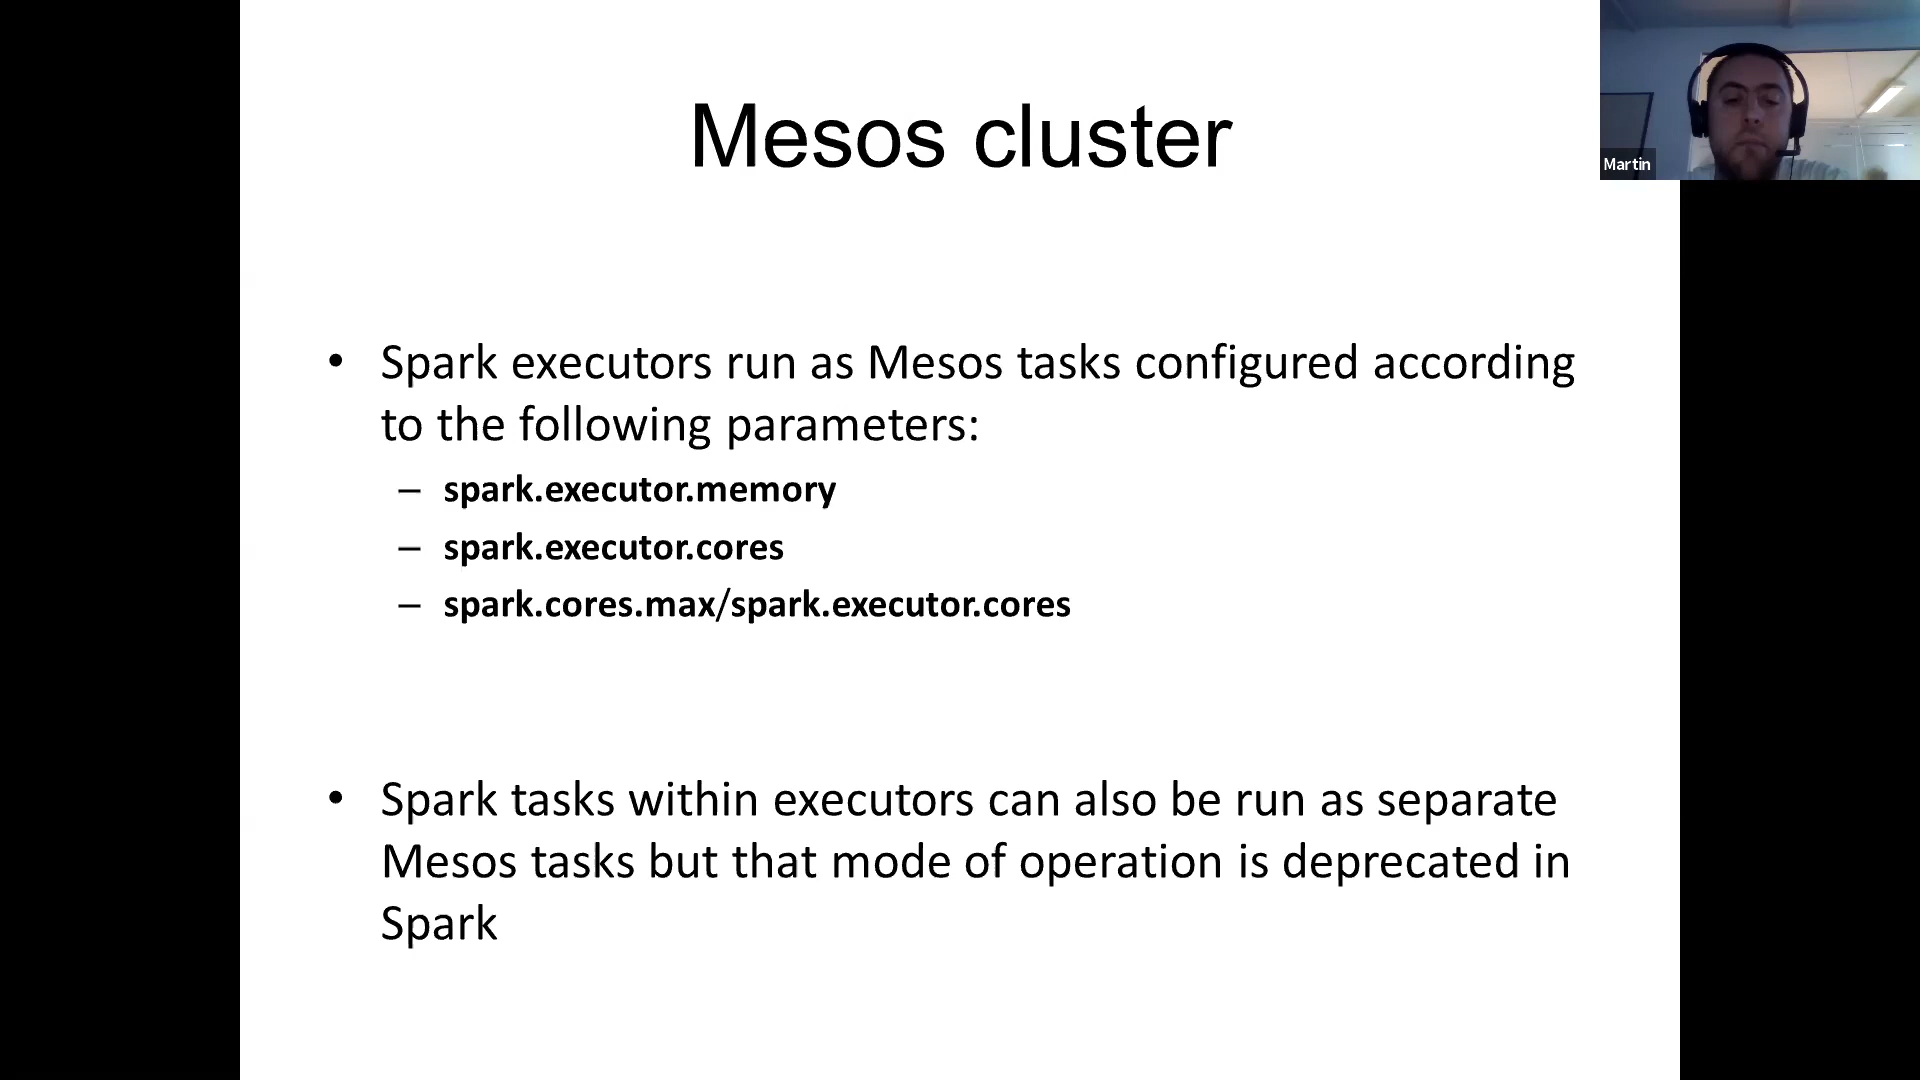 Mesos cluster
Martin
• Spark executors run as Mesos tasks configured according
to the following parameters:
– spark.executor.memory
– spark.executor.cores
– spark.cores.max/spark.executor.cores
• Spark tasks within executors can also be run as separate
Mesos tasks but that mode of operation is deprecated in
Spark